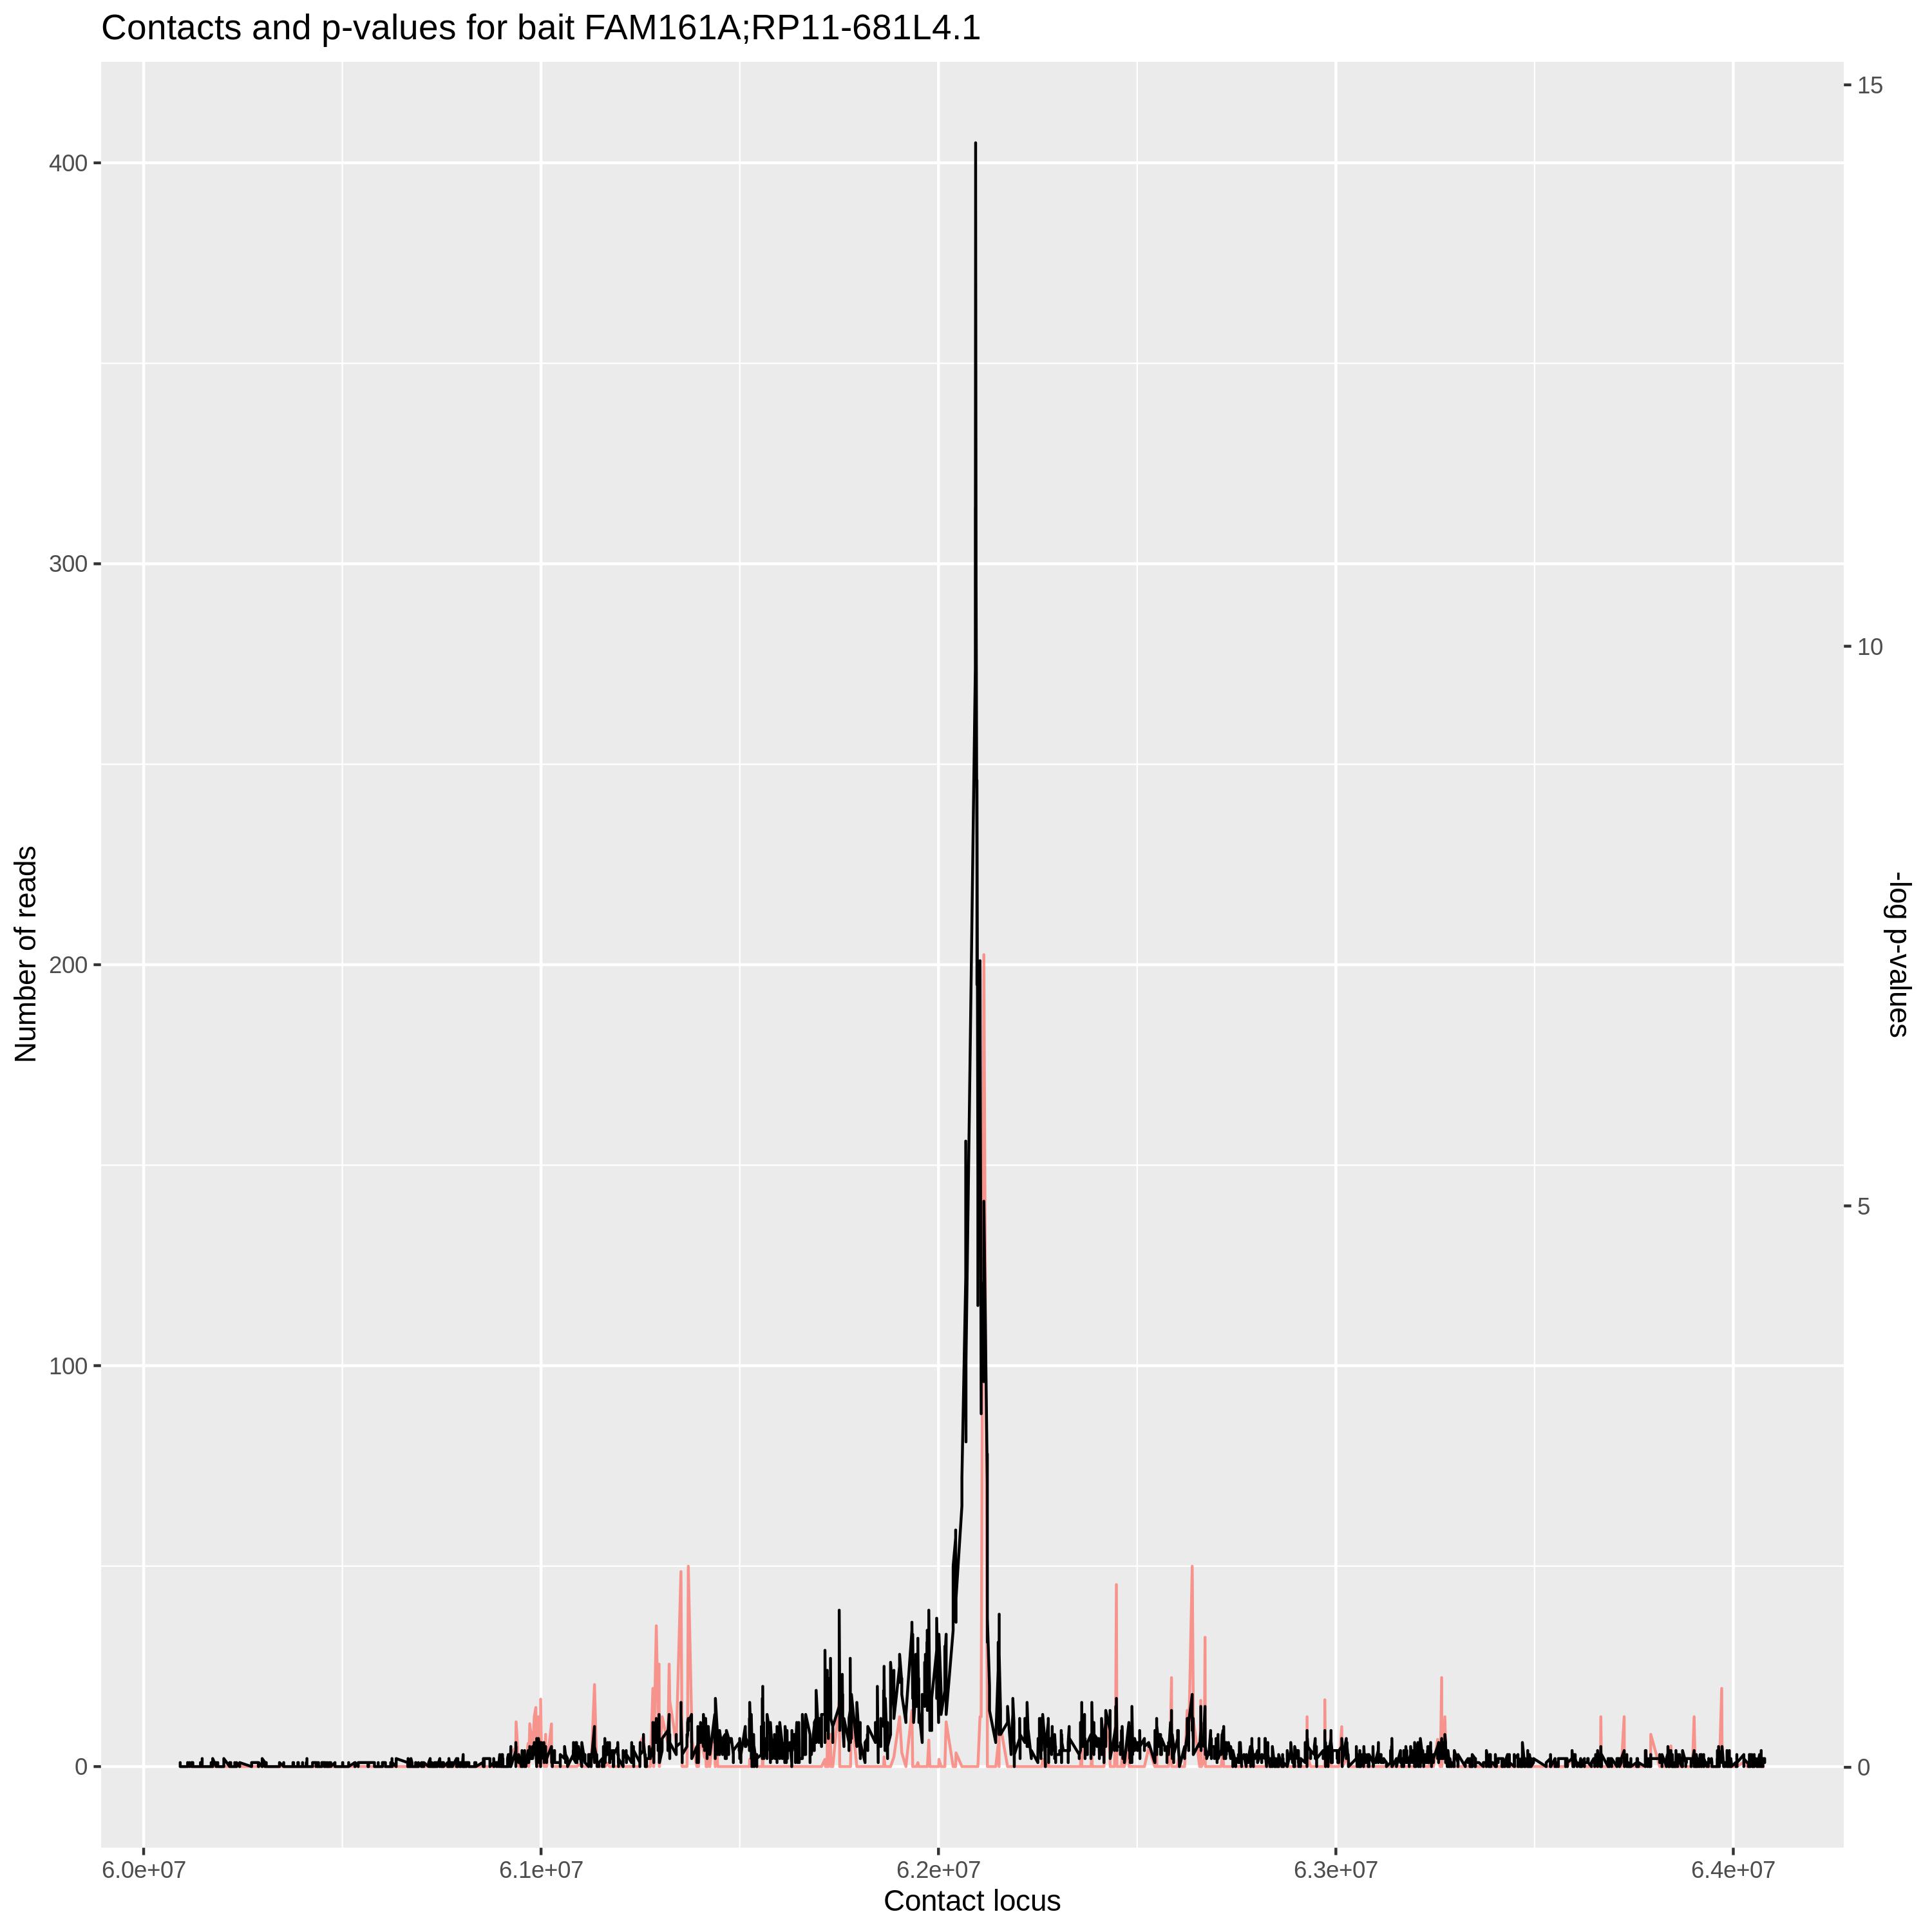 Contacts and p-values for bait FAM161A;RP11-681L4.1
15
400
300
10
Number of reads
-log p-values
200
5
100
0
0
6.0e+07
6.1e+07
6.2e+07
6.3e+07
6.4e+07
Contact locus